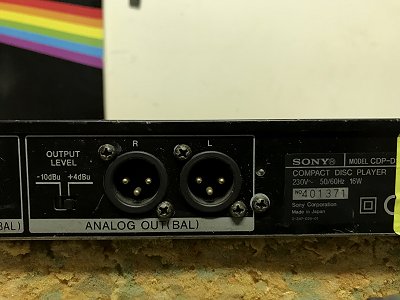 OUTPUT
LEVEL
-10dBu +4dBu
R
L
ANALOG OUT(BAL)
SONY® MODEL CDP-D
COMPACT DISC PLAYER
230V~ 50/60Hz 16W
NO. 401371
Sony Corporation
Made in Japan